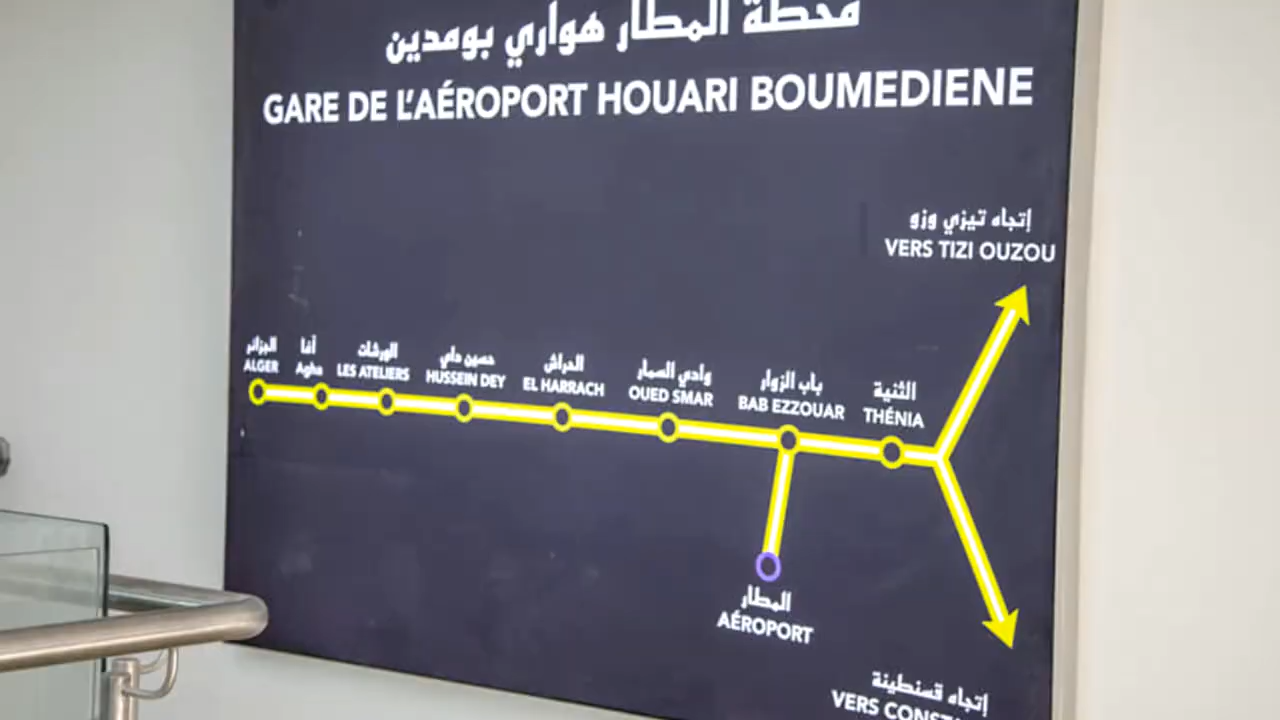 محطة المطار هواري بومدين
GARE DE L'AÉROPORT HOUARI BOUMEDIENE
إتجاه تيزي وزو
VERS TIZI OUZOU
الجزائر
ALGER
أغا
Agha
الورشات
LES ATELIERS
حسين داي
HUSSEIN DEY
الحراش
EL HARRACH
وادي السمار
OUED SMAR
باب الزوار
BAB EZZOUAR
الثنية
THÉNIA
المطار
AÉROPORT
إتجاه قسنطينة
VERS